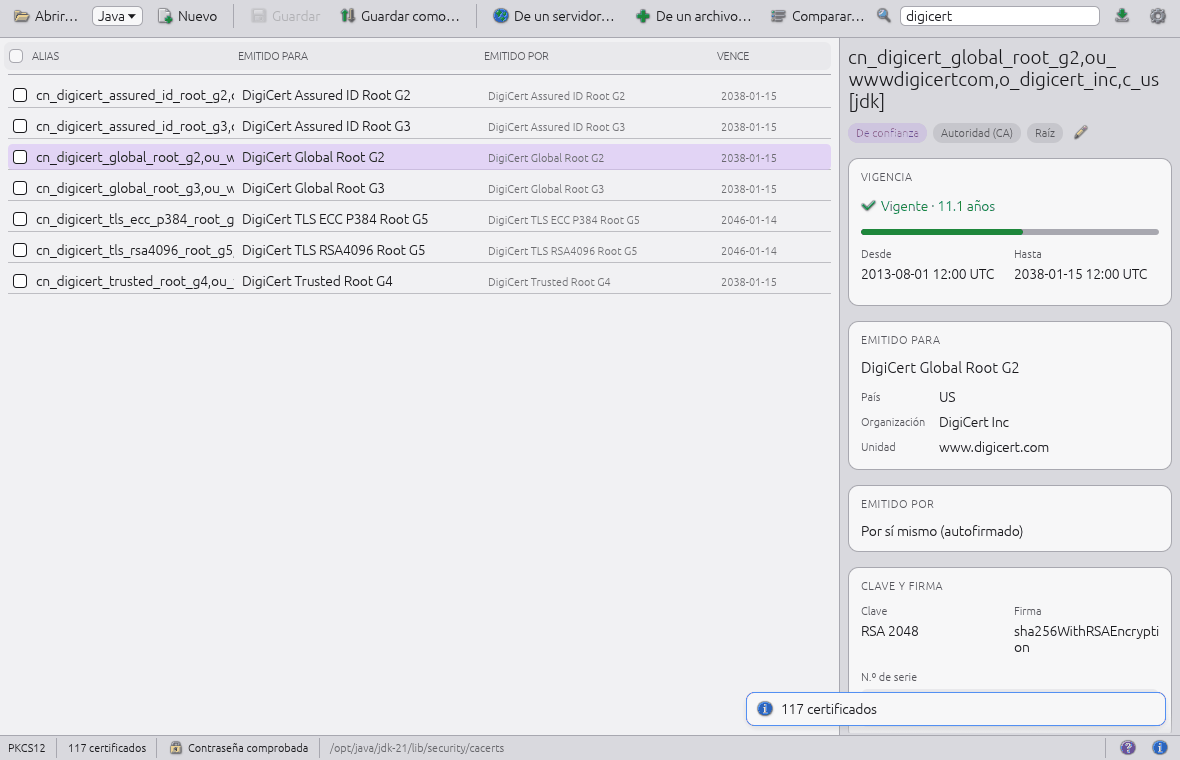 Abrir…
Java
Nuevo
Guardar
Guardar como…
De un servidor…
De un archivo…
Comparar…
digicert
ALIAS EMITIDO PARA EMITIDO POR VENCE
cn_digicert_assured_id_root_g2, DigiCert Assured ID Root G2 DigiCert Assured ID Root G2 2038-01-15
cn_digicert_assured_id_root_g3, DigiCert Assured ID Root G3 DigiCert Assured ID Root G3 2038-01-15
cn_digicert_global_root_g2,ou_w DigiCert Global Root G2 DigiCert Global Root G2 2038-01-15
cn_digicert_global_root_g3,ou_w DigiCert Global Root G3 DigiCert Global Root G3 2038-01-15
cn_digicert_tls_ecc_p384_root_g DigiCert TLS ECC P384 Root G5 DigiCert TLS ECC P384 Root G5 2046-01-14
cn_digicert_tls_rsa4096_root_g5, DigiCert TLS RSA4096 Root G5 DigiCert TLS RSA4096 Root G5 2046-01-14
cn_digicert_trusted_root_g4,ou_ DigiCert Trusted Root G4 DigiCert Trusted Root G4 2038-01-15
cn_digicert_global_root_g2,ou_
wwwdigicertcom,o_digicert_inc,c_us
[jdk]
De confianza Autoridad (CA) Raíz
VIGENCIA
Vigente · 11.1 años
Desde Hasta
2013-08-01 12:00 UTC 2038-01-15 12:00 UTC
EMITIDO PARA
DigiCert Global Root G2
País US
Organización DigiCert Inc
Unidad www.digicert.com
EMITIDO POR
Por sí mismo (autofirmado)
CLAVE Y FIRMA
Clave Firma
RSA 2048 sha256WithRSAEncrypti
on
N.º de serie
117 certificados
PKCS12 117 certificados Contraseña comprobada /opt/java/jdk-21/lib/security/cacerts